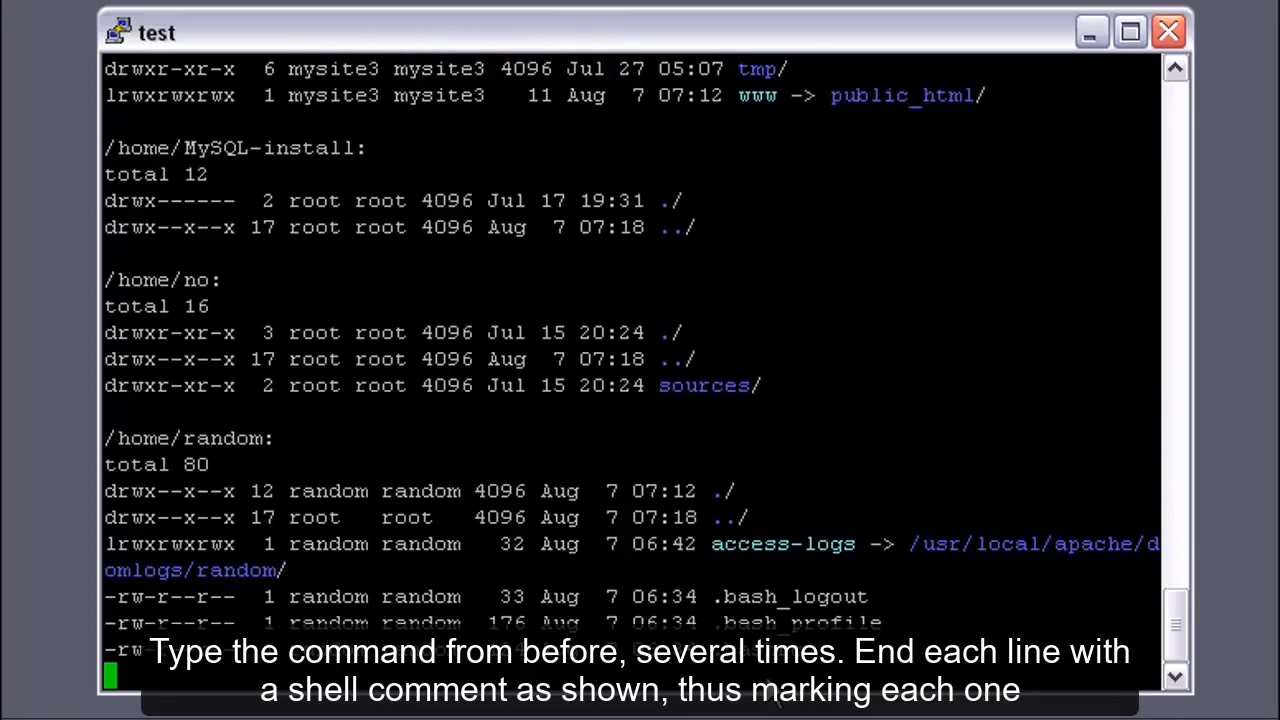 test
drwxr-xr-x  6 mysite3 mysite3 4096 Jul 27 05:07 tmp/
lrwxrwxrwx  1 mysite3 mysite3   11 Aug  7 07:12 www -> public_html/
/home/MySQL-install:
total 12
drwx------  2 root root 4096 Jul 17 19:31 ./
drwx--x--x 17 root root 4096 Aug  7 07:18 ../
/home/no:
total 16
drwxr-xr-x  3 root root 4096 Jul 15 20:24 ./
drwx--x--x 17 root root 4096 Aug  7 07:18 ../
drwxr-xr-x  2 root root 4096 Jul 15 20:24 sources/
/home/random:
total 80
drwx--x--x 12 random random 4096 Aug  7 07:12 ./
drwx--x--x 17 root   root   4096 Aug  7 07:18 ../
lrwxrwxrwx  1 random random   32 Aug  7 06:42 access-logs -> /usr/local/apache/d
omlogs/random/
-rw-r--r--  1 random random   33 Aug  7 06:34 .bash_logout
-rw-r--r--  1 random random  176 Aug  7 06:34 .bash_profile
Type the command from before, several times. End each line with
a shell comment as shown, thus marking each one